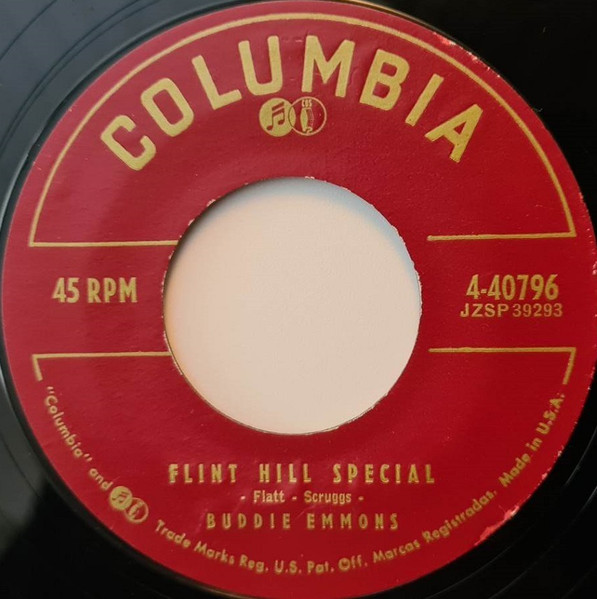 COLUMBIA
CBS
45 RPM
4-40796
JZSP 39293
FLINT HILL SPECIAL
- Flatt - Scruggs -
BUDDIE EMMONS
"Columbia" and Trade Marks Reg. U.S. Pat. Off. Marcas Registradas. Made in U.S.A.